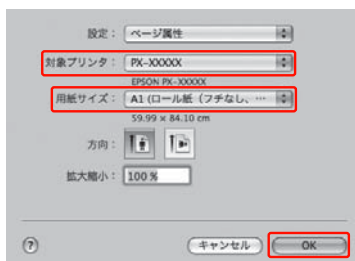 設定： ページ属性
対象プリンタ： PX-XXXXX
EPSON PX-XXXXX
用紙サイズ： A1 (ロール紙（フチなし、…
59.99 x 84.10 cm
方向：
拡大縮小： 100 %
? キャンセル OK